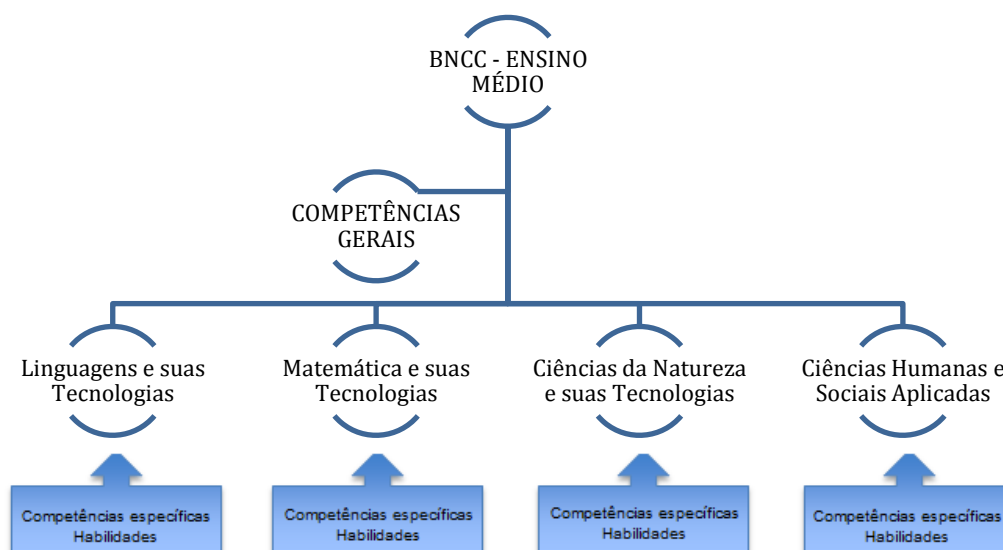 BNCC - ENSINO
MÉDIO
COMPETÊNCIAS
GERAIS
Linguagens e suas
Tecnologias
Matemática e suas
Tecnologias
Ciências da Natureza
e suas Tecnologias
Ciências Humanas e
Sociais Aplicadas
Competências específicas
Habilidades
Competências específicas
Habilidades
Competências específicas
Habilidades
Competências específicas
Habilidades